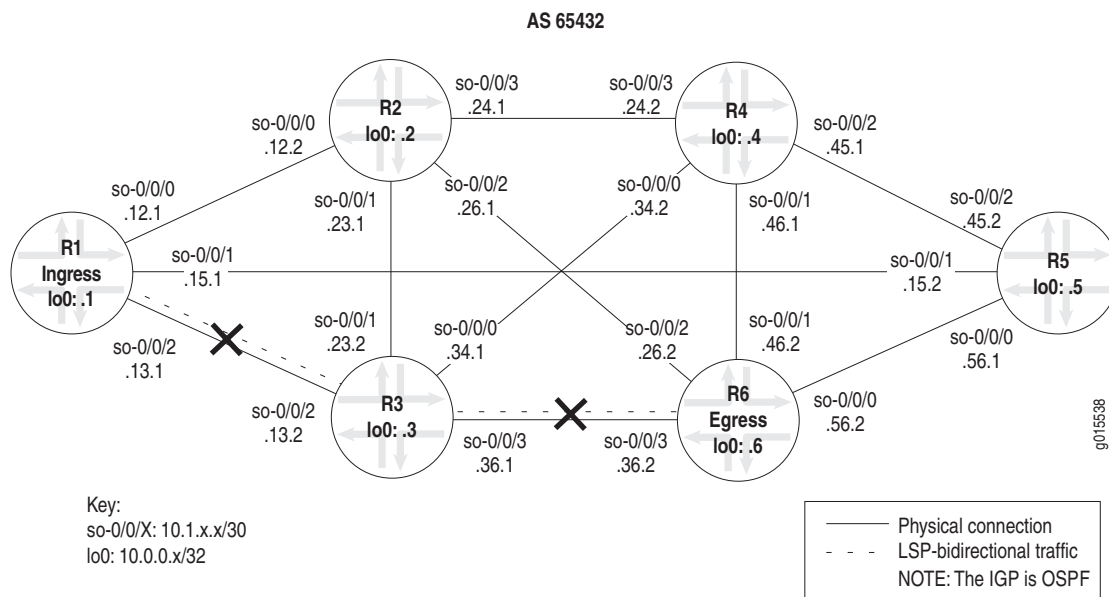 AS 65432
R2
lo0: .2
so-0/0/3
.24.1
so-0/0/3
.24.2
R4
lo0: .4
so-0/0/0
.12.2
so-0/0/2
.45.1
so-0/0/0
.12.1
so-0/0/1
.23.1
so-0/0/2
.26.1
so-0/0/0
.34.2
so-0/0/1
.46.1
so-0/0/2
.45.2
R1
Ingress
lo0: .1
so-0/0/1
.15.1
so-0/0/1
.15.2
R5
lo0: .5
so-0/0/2
.13.1
so-0/0/1
.23.2
so-0/0/0
.34.1
so-0/0/2
.26.2
so-0/0/1
.46.2
so-0/0/0
.56.1
so-0/0/2
.13.2
R3
lo0: .3
so-0/0/3
.36.1
so-0/0/3
.36.2
R6
Egress
lo0: .6
so-0/0/0
.56.2
g015538
Key:
so-0/0/X: 10.1.x.x/30
lo0: 10.0.0.x/32
Physical connection
LSP-bidirectional traffic
NOTE: The IGP is OSPF